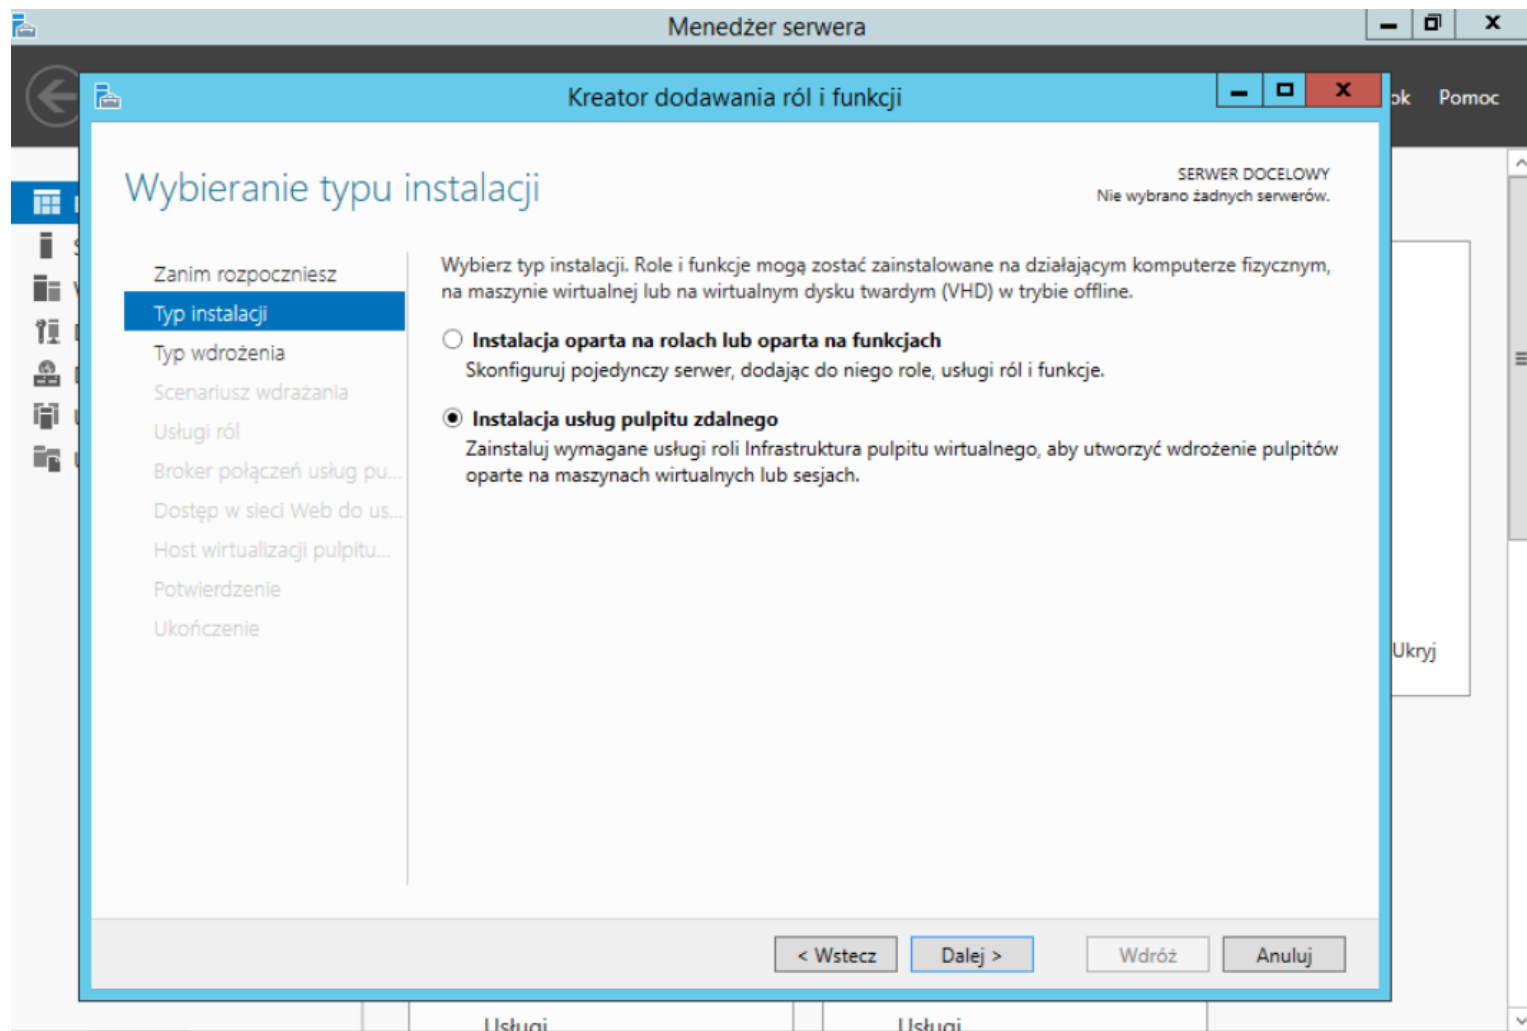 Menedżer serwera
Kreator dodawania ról i funkcji
Pomoc
Wybieranie typu instalacji
SERWER DOCELOWY
Nie wybrano żadnych serwerów.
Zanim rozpoczniesz
Typ instalacji
Typ wdrożenia
Scenariusz wdrażania
Usługi ról
Broker połączeń usług pu...
Dostęp w sieci Web do us...
Host wirtualizacji pulpitu...
Potwierdzenie
Ukończenie
Wybierz typ instalacji. Role i funkcje mogą zostać zainstalowane na działającym komputerze fizycznym,
na maszynie wirtualnej lub na wirtualnym dysku twardym (VHD) w trybie offline.
Instalacja oparta na rolach lub oparta na funkcjach
Skonfiguruj pojedynczy serwer, dodając do niego role, usługi ról i funkcje.
Instalacja usług pulpitu zdalnego
Zainstaluj wymagane usługi roli Infrastruktura pulpitu wirtualnego, aby utworzyć wdrożenie pulpitów
oparte na maszynach wirtualnych lub sesjach.
Ukryj
< Wstecz
Dalej >
Wdróż
Anuluj
Usługi
Usługi